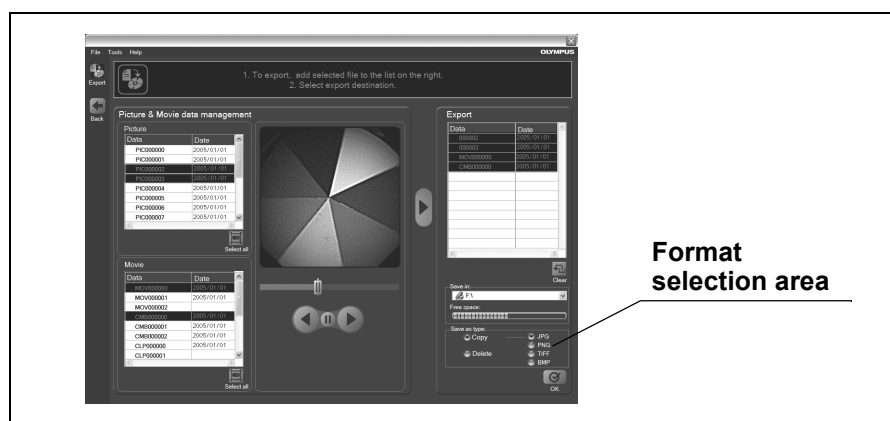 File Tools Help
OLYMPUS
Export
Back
1. To export, add selected file to the list on the right.
2. Select export destination.
Picture & Movie data management
Picture
Data Date
PIC000000 2005/01/01
PIC000001 2005/01/01
PIC000002 2005/01/01
PIC000003 2005/01/01
PIC000004 2005/01/01
PIC000005 2005/01/01
PIC000006 2005/01/01
PIC000007 2005/01/01
Select all
Movie
Data Date
MOV000000 2005/01/01
MOV000001 2005/01/01
MOV000002
CMB000000 2005/01/01
CMB000001 2005/01/01
CMB000002 2005/01/01
CLP000000 2005/01/01
CLP000001
Select all
Export
Data Date
000002 2005/01/01
000003 2005/01/01
MOV000000 2005/01/01
CMB000000 2005/01/01
Clear
Save in:
F:\
Free space:
Save as type:
Copy
Delete
JPG
PNG
TIFF
BMP
OK
Format
selection area